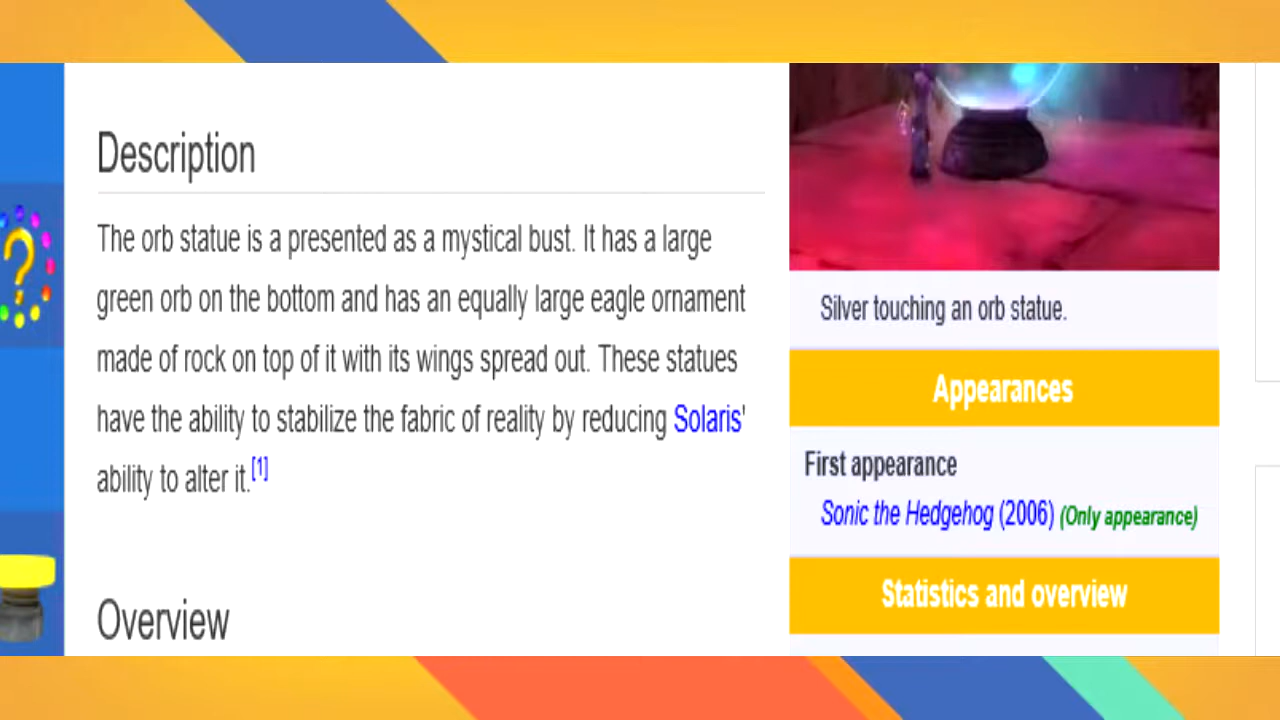 Description
The orb statue is a presented as a mystical bust. It has a large
green orb on the bottom and has an equally large eagle ornament
made of rock on top of it with its wings spread out. These statues
have the ability to stabilize the fabric of reality by reducing Solaris'
ability to alter it.[1]
Overview
Silver touching an orb statue.
Appearances
First appearance
Sonic the Hedgehog (2006) (Only appearance)
Statistics and overview